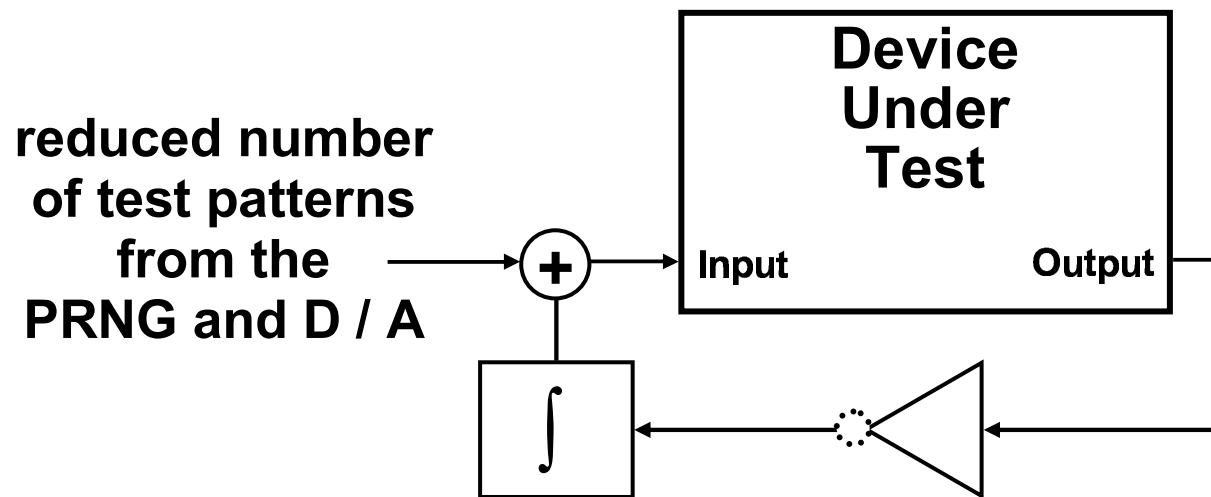 Device
Under
Test
reduced number
of test patterns
from the
PRNG and D / A
+
Input
Output
∫